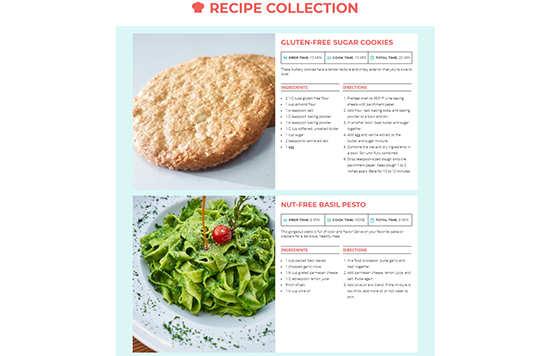 RECIPE COLLECTION
GLUTEN-FREE SUGAR COOKIES
PREP TIME: 10 MIN
COOK TIME: 10 MIN
TOTAL TIME: 20 MIN
These buttery cookies have a tender texture and crispy exterior that you're sure to
love!
INGREDIENTS
2 1/2 cups gluten-free flour
1 cup almond flour
1/4 teaspoon salt
1/2 teaspoon baking soda
1/4 teaspoon baking powder
1 1/2 cup softened, unsalted butter
1 cup sugar
2 teaspoons vanilla extract
1 egg
DIRECTIONS
1. Preheat oven to 350° F. Line baking
sheets with parchment paper.
2. Add flour, salt, baking soda, and baking
powder to a bowl and stir.
3. In another bowl, beat butter and sugar
together.
4. Add egg and vanilla extract to the
butter and sugar mixture.
5. Combine the wet and dry ingredients in
a bowl. Stir until fully combined.
6. Drop teaspoon-sized dough onto the
parchment paper. Keep dough 1 to 2
inches apart. Bake for 10 to 12 minutes.
NUT-FREE BASIL PESTO
PREP TIME: 5 MIN
COOK TIME: NONE
TOTAL TIME: 5 MIN
This gorgeous pesto is full of color and flavor! Serve on your favorite pasta or
crackers for a delicious, healthy meal.
INGREDIENTS
1 cup packed basil leaves
1 chopped garlic clove
1/4 cup grated parmesan cheese
1 1/2 tablespoon lemon juice
Pinch of salt
1/4 cup olive oil
DIRECTIONS
1. In a food processor, pulse garlic and
basil together.
2. Add parmesan cheese, lemon juice, and
salt. Pulse again.
3. Add olive oil and blend. If the mixture is
too thick, add more oil or hot water to
thin.